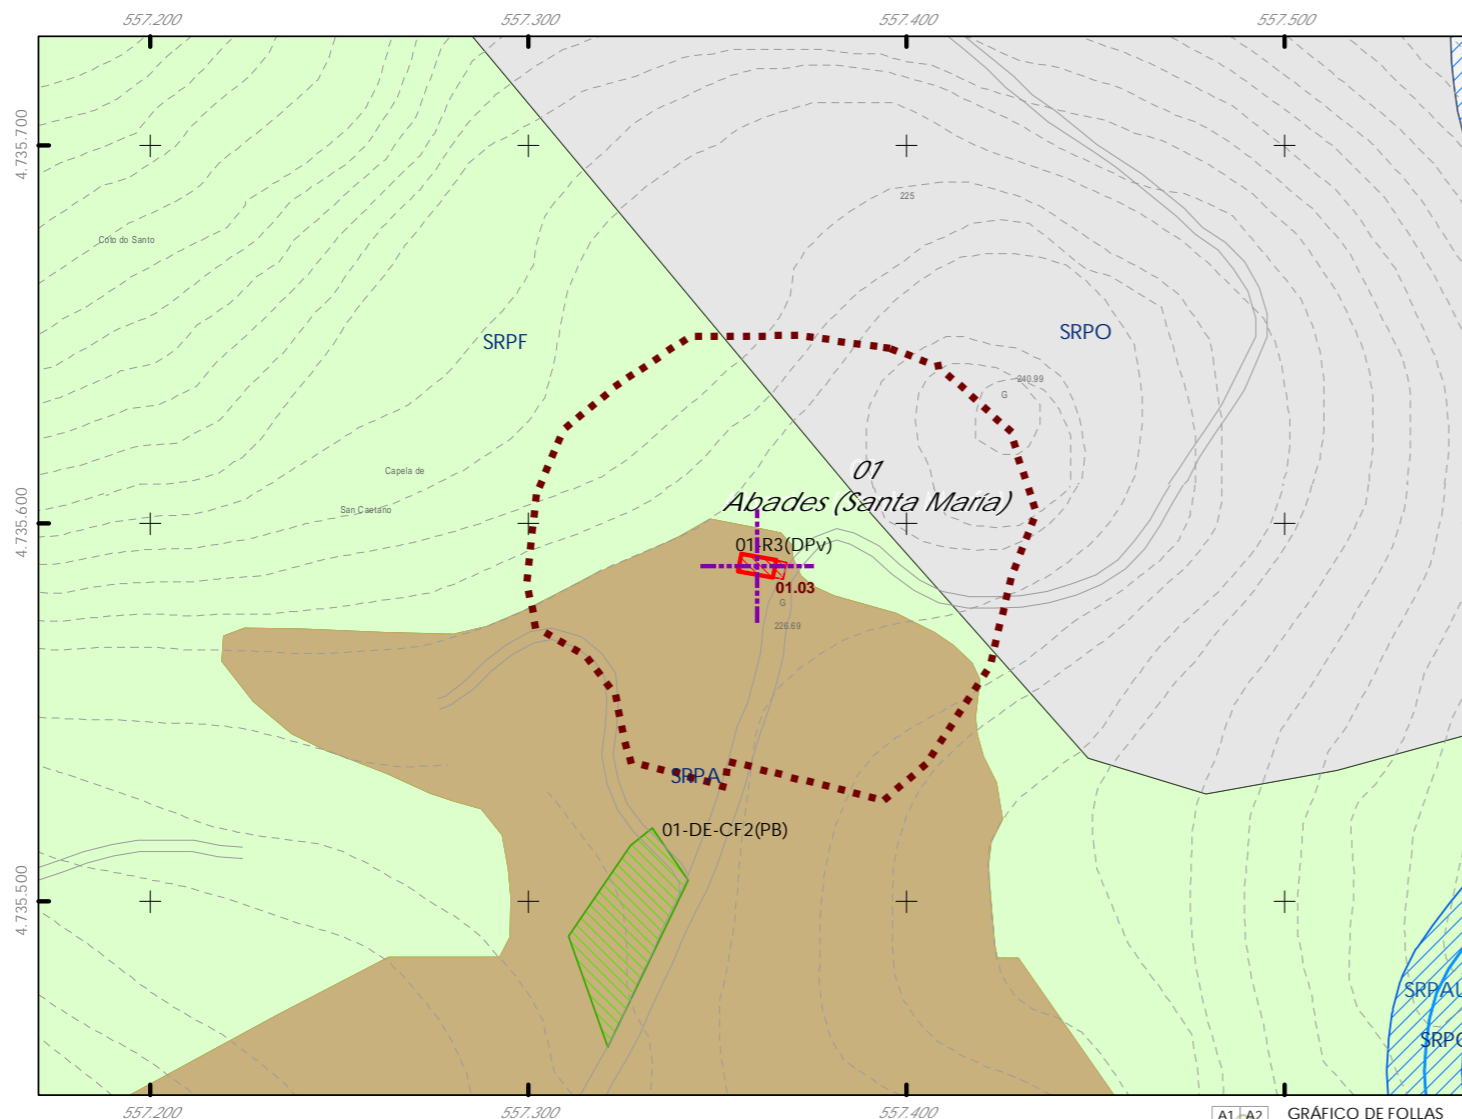 557.200
557.300
557.400
557.500
4.735.700
225
Coto do Santo
SRPF
SRPO
240.99
G
Capela de
01
Abades (Santa María)
San Caetano
4.735.600
01-R3(DPv)
01.03
G
226.69
SRPA
01-DE-CF2(PB)
4.735.500
SRPAU
557.200
557.300
557.400
A1
A2
GRÁFICO DE FOLLAS